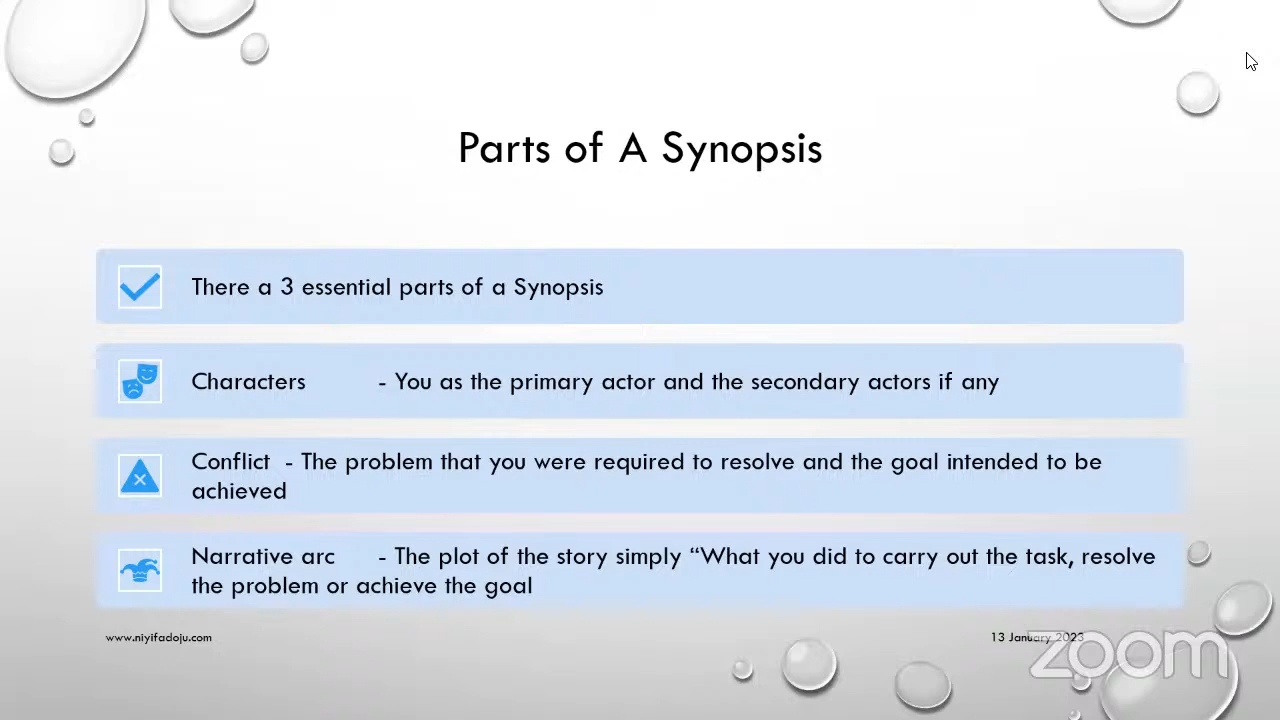 Parts of A Synopsis
There a 3 essential parts of a Synopsis
Characters - You as the primary actor and the secondary actors if any
Conflict - The problem that you were required to resolve and the goal intended to be
achieved
Narrative arc - The plot of the story simply “What you did to carry out the task, resolve
the problem or achieve the goal
www.niyifadoju.com
13 January 2023
zoom